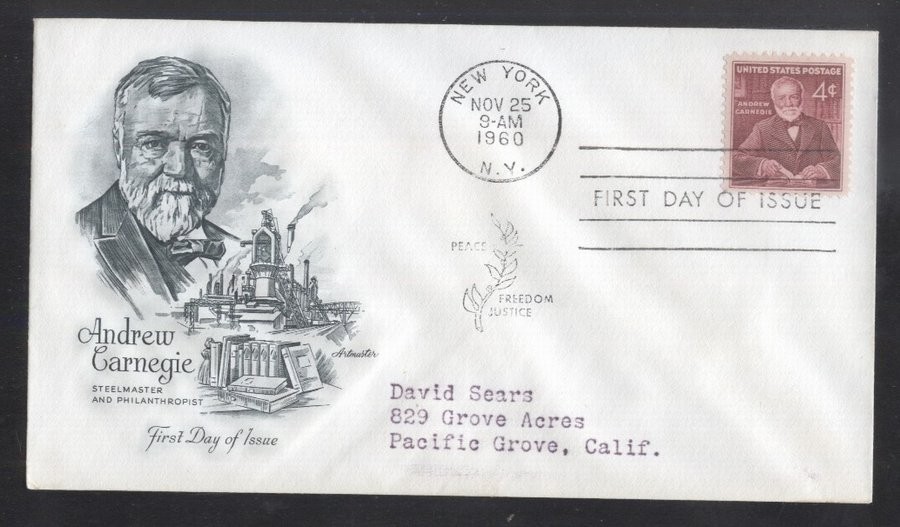 NEW YORK
NOV 25
9-AM
1960
N.Y.
UNITED STATES POSTAGE
4¢
ANDREW
CARNEGIE
FIRST DAY OF ISSUE
PEACE
FREEDOM
JUSTICE
Andrew
Carnegie
STEELMASTER
AND PHILANTHROPIST
Artmaster
First Day of Issue
David Sears
829 Grove Acres
Pacific Grove, Calif.